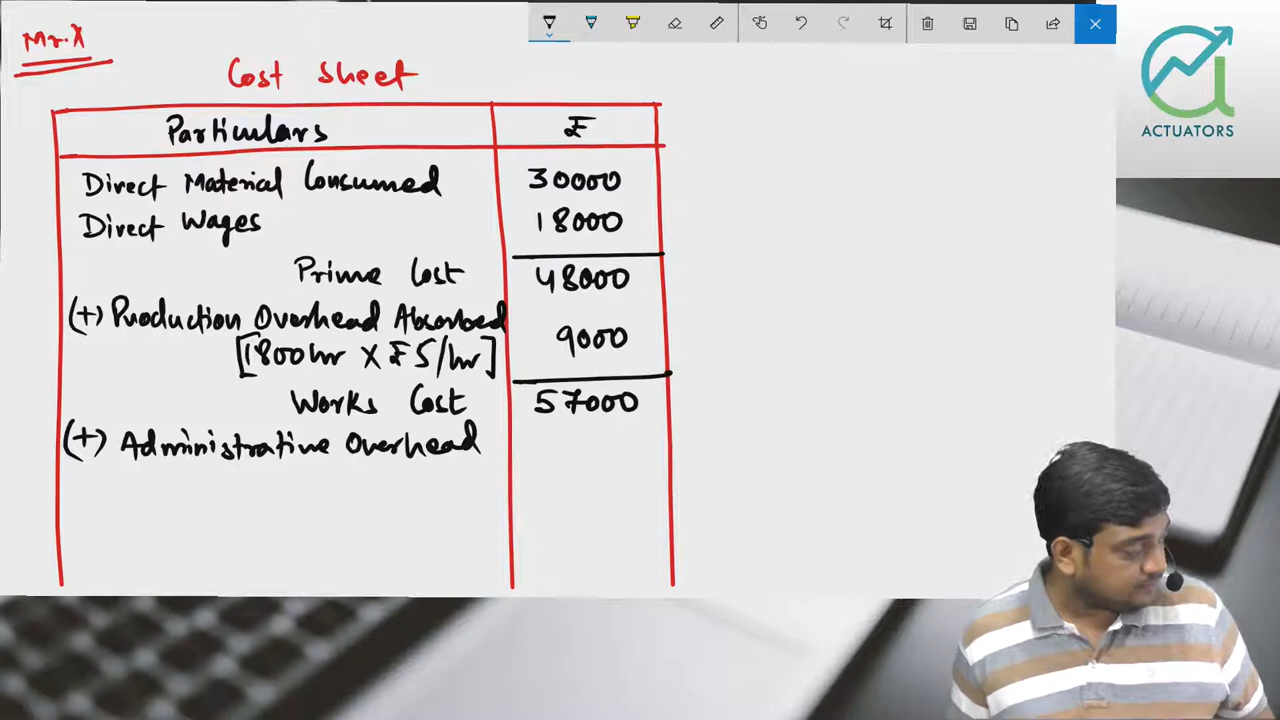 Mr. X
Cost Sheet
Particulars ₹
Direct Material Consumed 30000
Direct Wages 18000
Prime Cost 48000
(+) Production Overhead Absorbed
[1800hr X ₹ 5/hr] 9000
Works Cost 57000
(+) Administrative Overhead
ACTUATORS